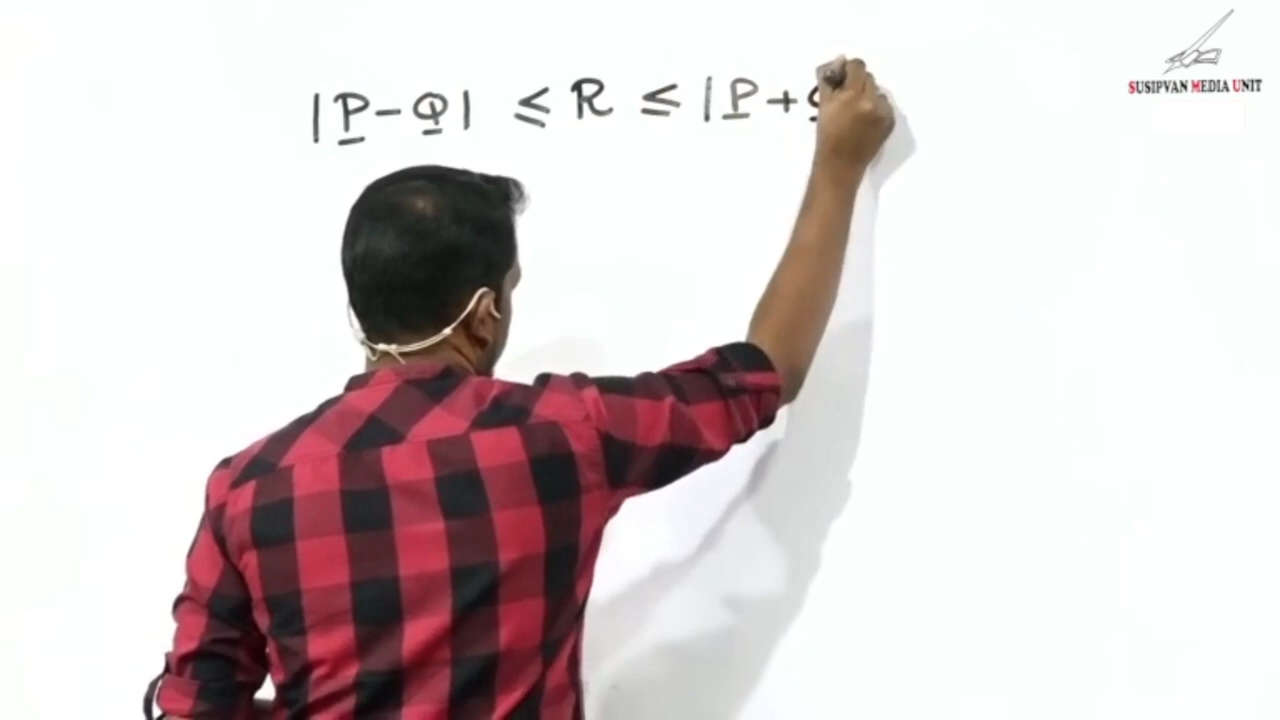 |P̲-Q̲| ≤ R ≤ |P̲+
SUSIPVAN MEDIA UNIT